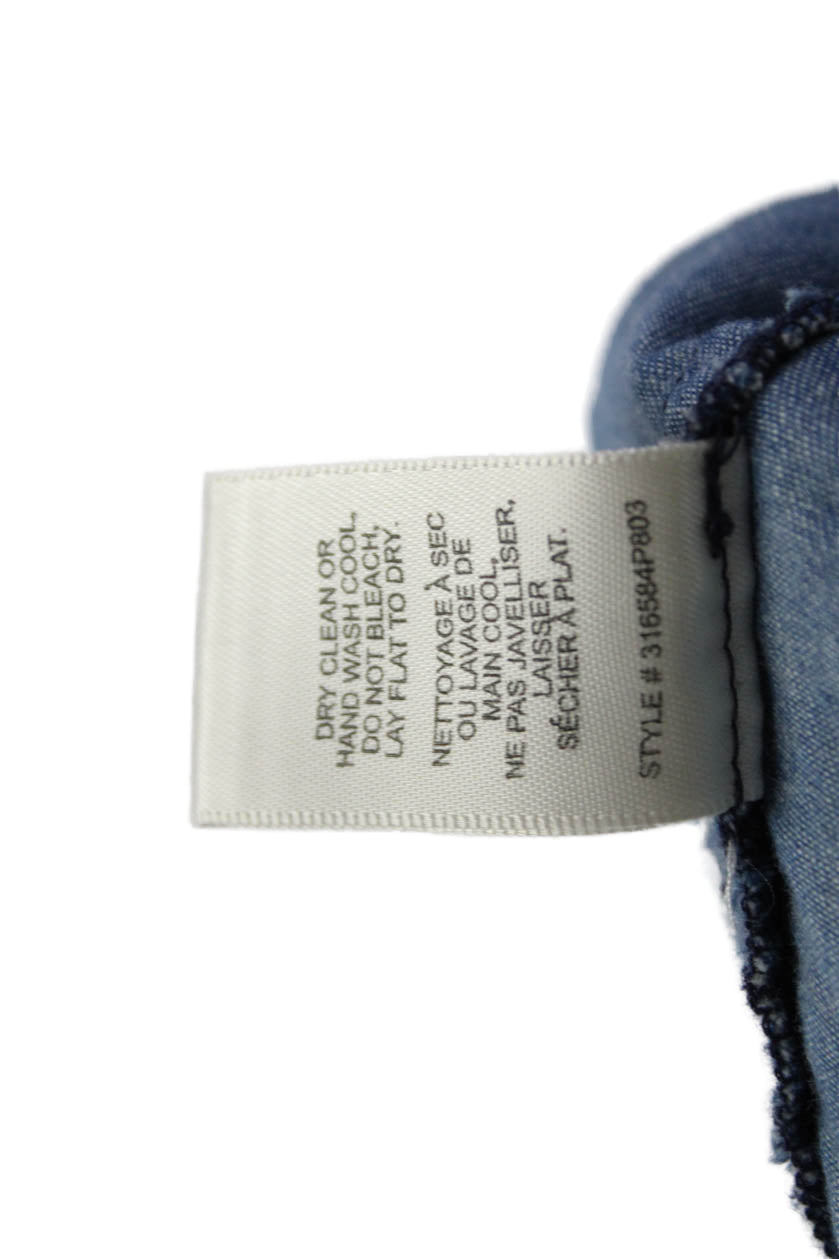 DRY CLEAN OR
HAND WASH COOL,
DO NOT BLEACH,
LAY FLAT TO DRY.
NETTOYAGE À SEC
OU LAVAGE DE
MAIN COOL,
NE PAS JAVELLISER,
LAISSER
SÉCHER À PLAT.
STYLE # 316584P803